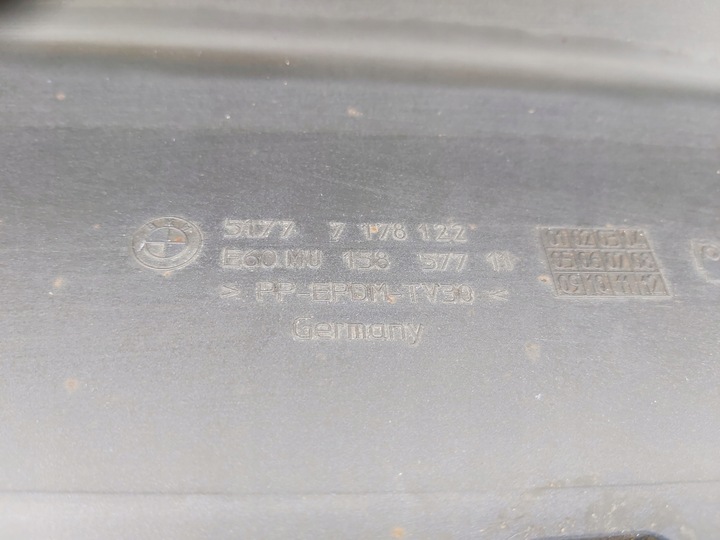 5177 7 178 122
E60 MU 158 577 11
> PP-EPDM-TV30 <
Germany